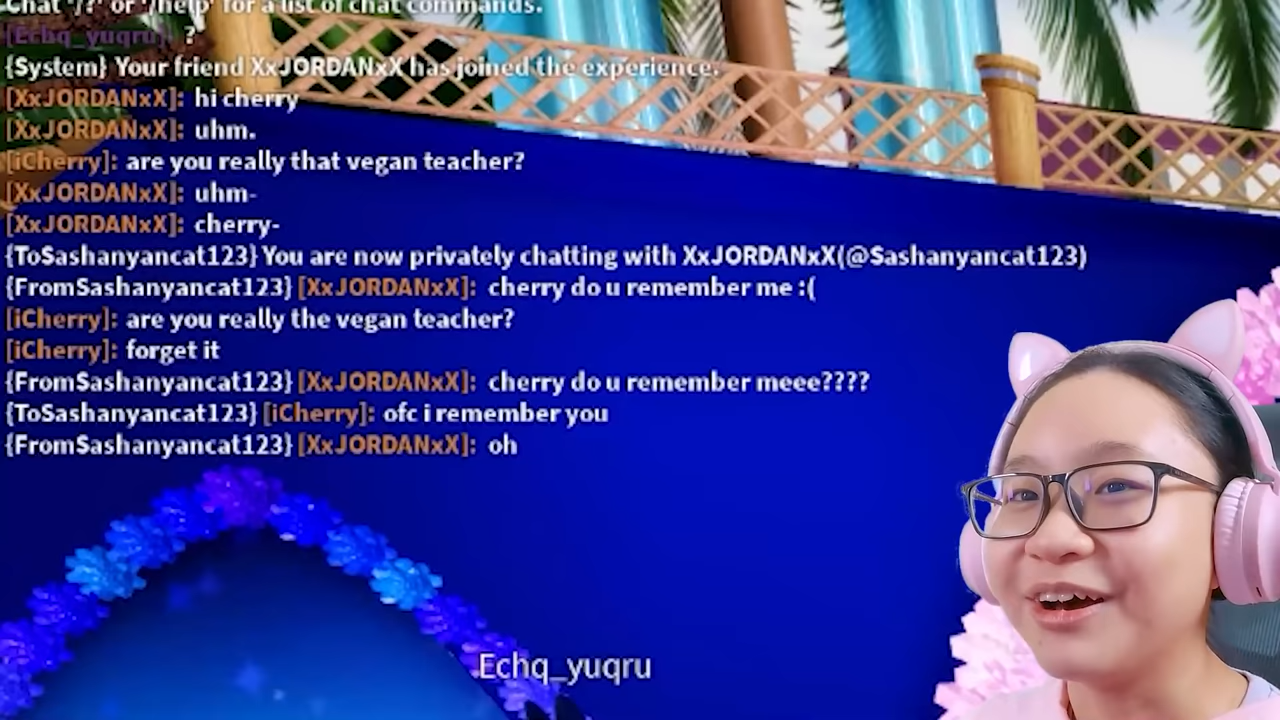 Chat '/?' or '/help' for a list of chat commands.
[Echq_yuqru]: ?
{System} Your friend XxJORDANxX has joined the experience.
[XxJORDANxX]: hi cherry
[XxJORDANxX]: uhm.
[iCherry]: are you really that vegan teacher?
[XxJORDANxX]: uhm-
[XxJORDANxX]: cherry-
{ToSashanyancat123} You are now privately chatting with XxJORDANxX(@Sashanyancat123)
{FromSashanyancat123} [XxJORDANxX]: cherry do u remember me :(
[iCherry]: are you really the vegan teacher?
[iCherry]: forget it
{FromSashanyancat123} [XxJORDANxX]: cherry do u remember meee????
{ToSashanyancat123} [iCherry]: ofc i remember you
{FromSashanyancat123} [XxJORDANxX]: oh
Echq_yuqru